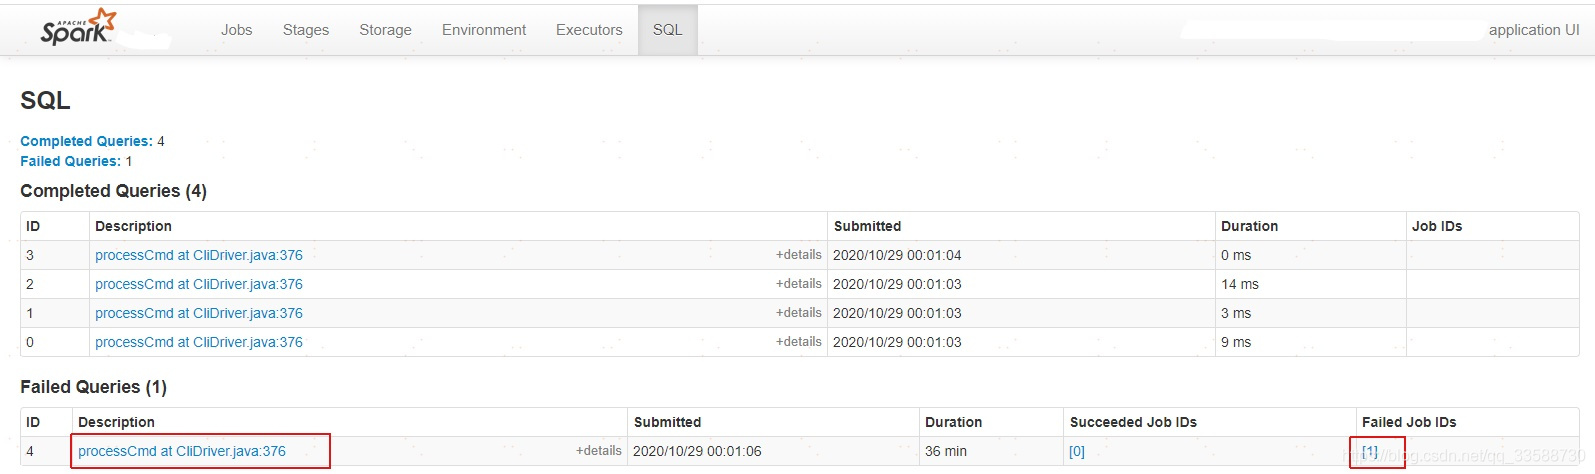 APACHE
Spark
Jobs Stages Storage Environment Executors SQL application UI
SQL
Completed Queries: 4
Failed Queries: 1
Completed Queries (4)
ID Description Submitted Duration Job IDs
3 processCmd at CliDriver.java:376 +details 2020/10/29 00:01:04 0 ms
2 processCmd at CliDriver.java:376 +details 2020/10/29 00:01:03 14 ms
1 processCmd at CliDriver.java:376 +details 2020/10/29 00:01:03 3 ms
0 processCmd at CliDriver.java:376 +details 2020/10/29 00:01:03 9 ms
Failed Queries (1)
ID Description Submitted Duration Succeeded Job IDs Failed Job IDs
4 processCmd at CliDriver.java:376 +details 2020/10/29 00:01:06 36 min [0] [1]
https://blog.csdn.net/qq_33588730